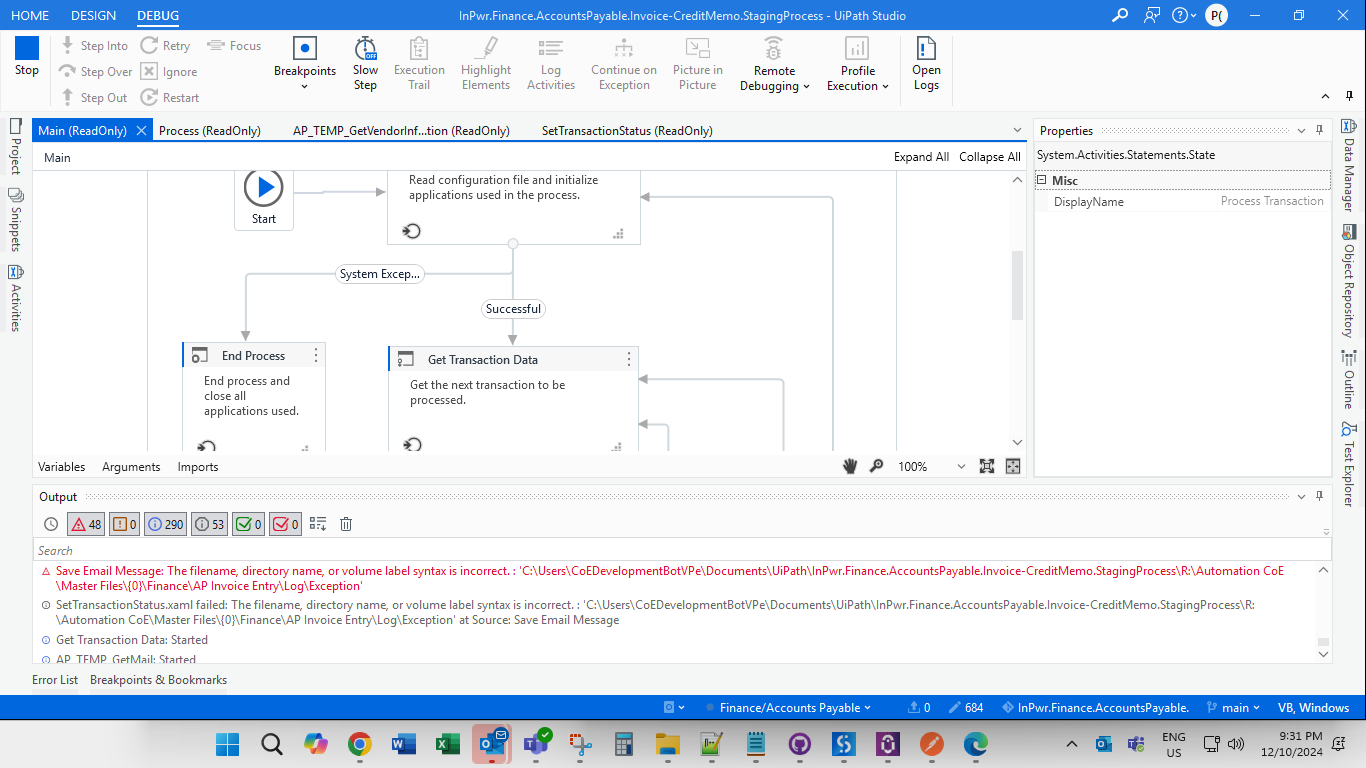 HOME DESIGN DEBUG
InPwr.Finance.AccountsPayable.Invoice-CreditMemo.StagingProcess - UiPath Studio
P(
Stop
Step Into Retry Focus
Step Over Ignore
Step Out Restart
Breakpoints
Slow
Step
OFF
Execution
Trail
Highlight
Elements
Log
Activities
Continue on
Exception
Picture in
Picture
Remote
Debugging
Profile
Execution
Open
Logs
Project
Snippets
Activities
Main (ReadOnly) Process (ReadOnly) AP_TEMP_GetVendorInf...tion (ReadOnly) SetTransactionStatus (ReadOnly)
Main Expand All Collapse All
Start
Read configuration file and initialize
applications used in the process.
System Excep...
Successful
End Process
End process and
close all
applications used.
Get Transaction Data
Get the next transaction to be
processed.
Variables Arguments Imports 100%
Properties
System.Activities.Statements.State
Misc
DisplayName Process Transaction
Data Manager
Object Repository
Outline
Test Explorer
Output
48 0 290 53 0 0
Search
Save Email Message: The filename, directory name, or volume label syntax is incorrect. : 'C:\Users\CoEDevelopmentBotVPe\Documents\UiPath\InPwr.Finance.AccountsPayable.Invoice-CreditMemo.StagingProcess\R:\Automation CoE
\Master Files\{0}\Finance\AP Invoice Entry\Log\Exception'
SetTransactionStatus.xaml failed: The filename, directory name, or volume label syntax is incorrect. : 'C:\Users\CoEDevelopmentBotVPe\Documents\UiPath\InPwr.Finance.AccountsPayable.Invoice-CreditMemo.StagingProcess\R:
\Automation CoE\Master Files\{0}\Finance\AP Invoice Entry\Log\Exception' at Source: Save Email Message
Get Transaction Data: Started
AP_TEMP_GetMail: Started
Error List Breakpoints & Bookmarks
Finance/Accounts Payable 0 684 InPwr.Finance.AccountsPayable. main VB, Windows
ENG
US
9:31 PM
12/10/2024